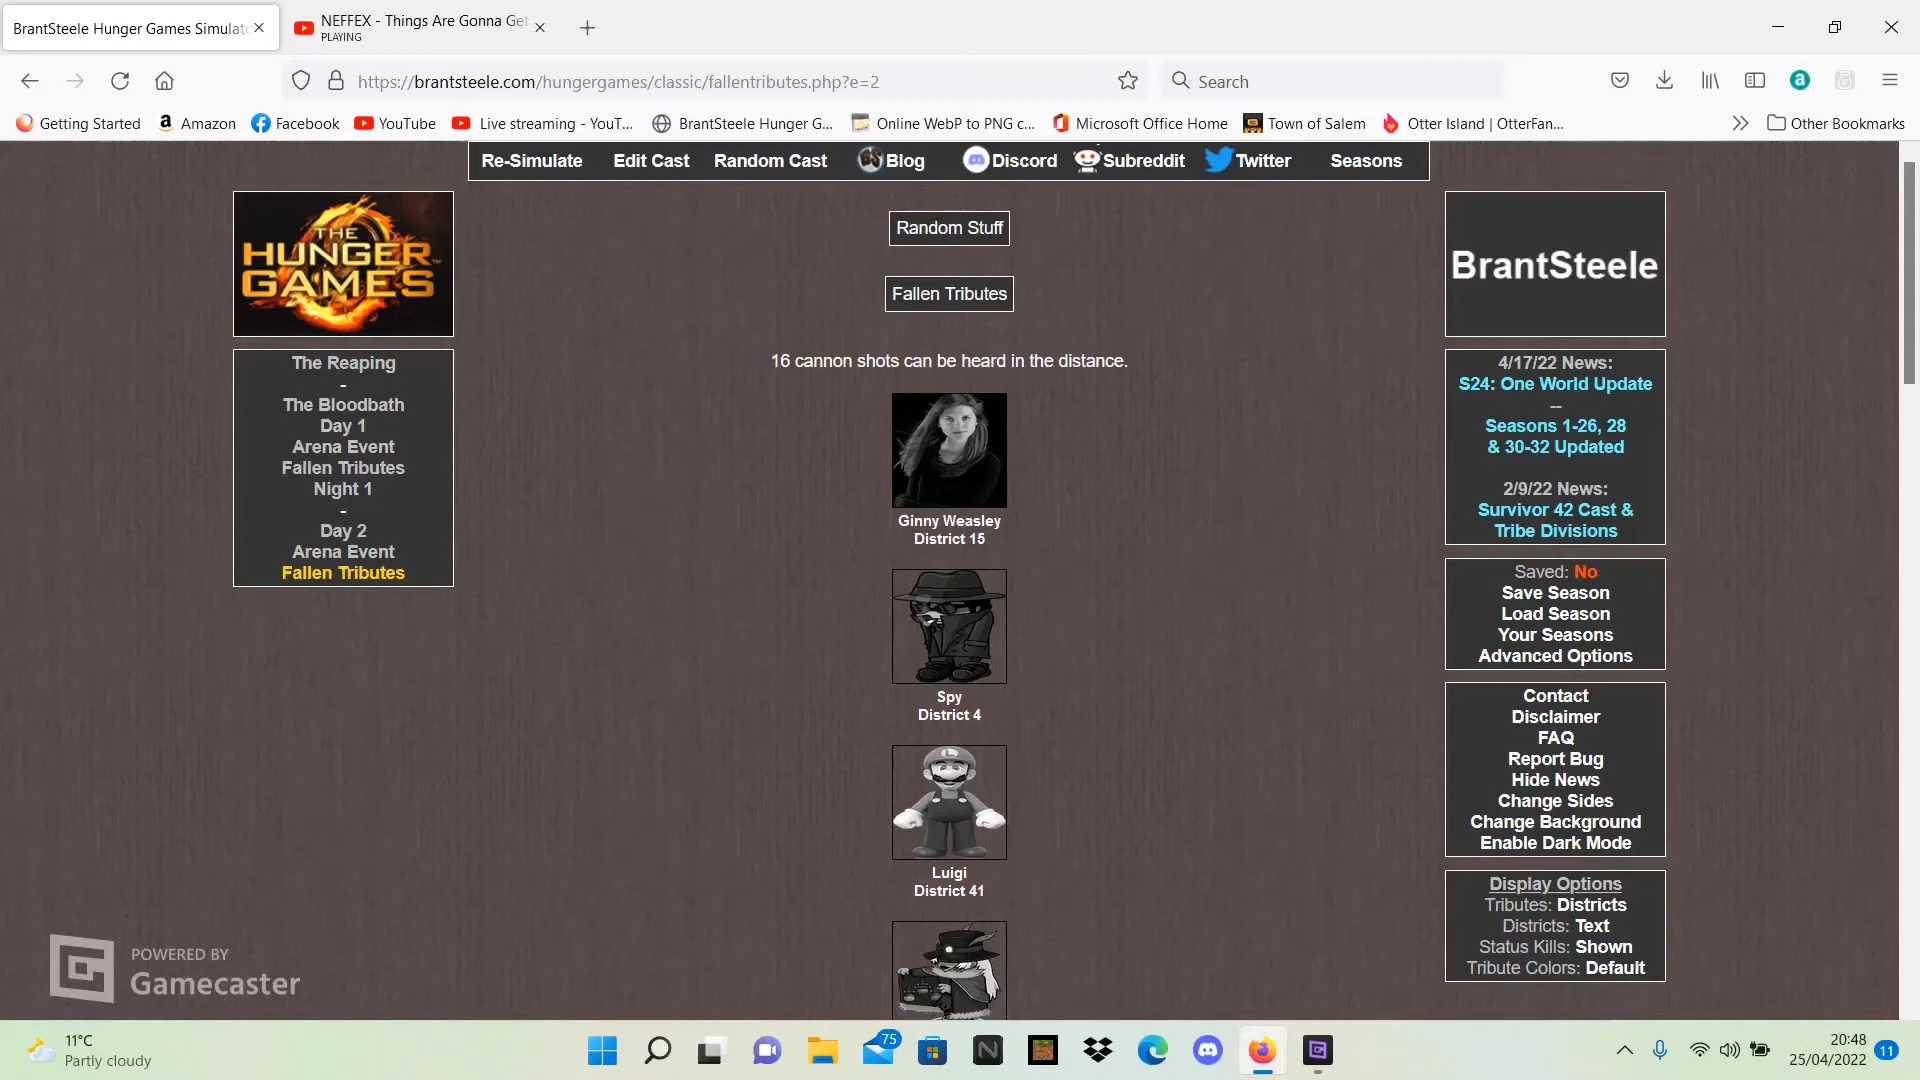 BrantSteele Hunger Games Simulato
NEFFEX - Things Are Gonna Get
PLAYING
https://brantsteele.com/hungergames/classic/fallentributes.php?e=2
Search
Getting Started
Amazon
Facebook
YouTube
Live streaming - YouT...
BrantSteele Hunger G...
Online WebP to PNG c...
Microsoft Office Home
Town of Salem
Otter Island | OtterFan...
Other Bookmarks
Re-Simulate
Edit Cast
Random Cast
Blog
Discord
Subreddit
Twitter
Seasons
THE
HUNGER
GAMES
The Reaping
-
The Bloodbath
Day 1
Arena Event
Fallen Tributes
Night 1
-
Day 2
Arena Event
Fallen Tributes
Random Stuff
Fallen Tributes
16 cannon shots can be heard in the distance.
Ginny Weasley
District 15
Spy
District 4
L
Luigi
District 41
BrantSteele
4/17/22 News:
S24: One World Update
--
Seasons 1-26, 28
& 30-32 Updated
2/9/22 News:
Survivor 42 Cast &
Tribe Divisions
Saved: No
Save Season
Load Season
Your Seasons
Advanced Options
Contact
Disclaimer
FAQ
Report Bug
Hide News
Change Sides
Change Background
Enable Dark Mode
Display Options
Tributes: Districts
Districts: Text
Status Kills: Shown
Tribute Colors: Default
POWERED BY
Gamecaster
11°C
Partly cloudy
75
20:48
25/04/2022
11